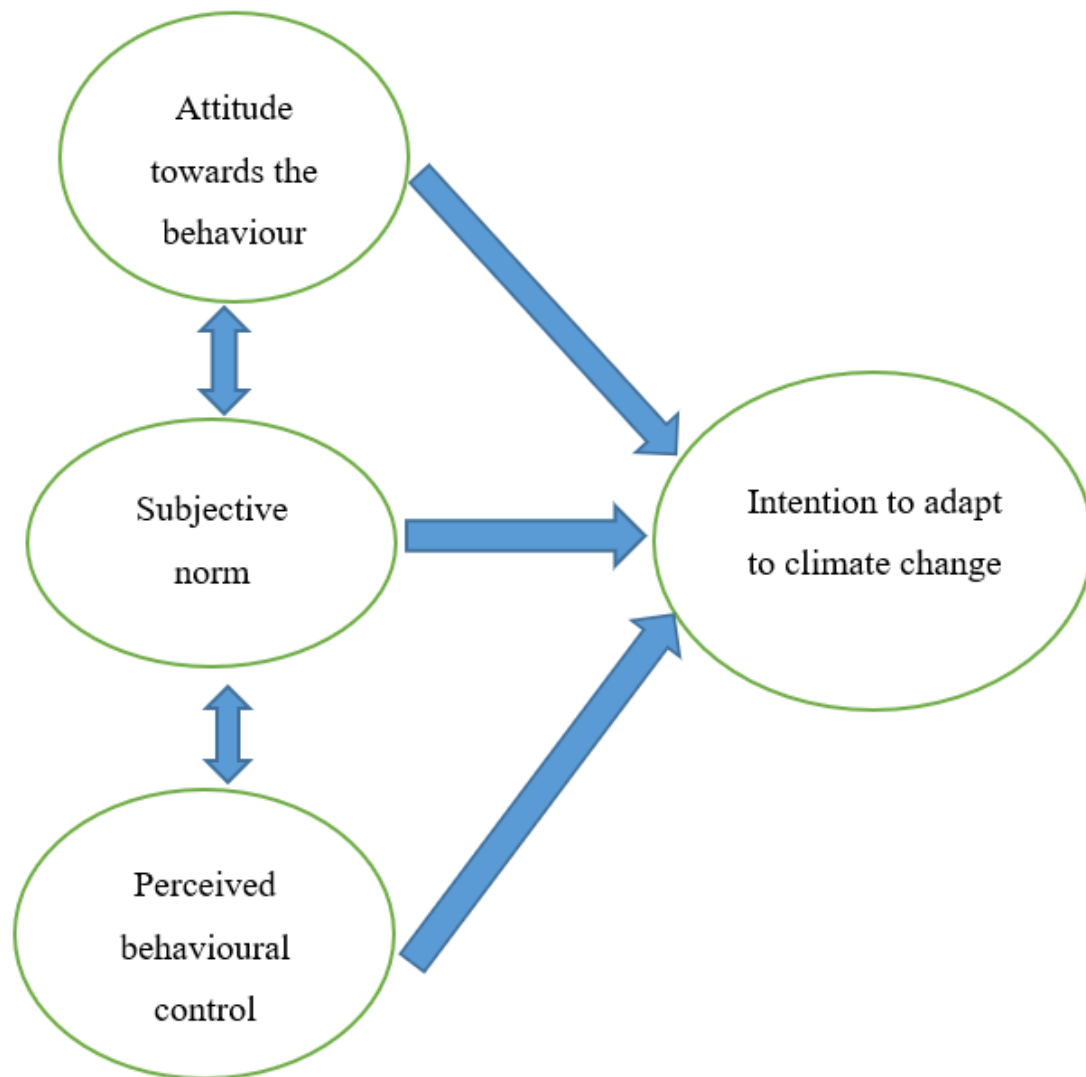 Attitude
towards the
behaviour
Subjective
norm
Intention to adapt
to climate change
Perceived
behavioural
control